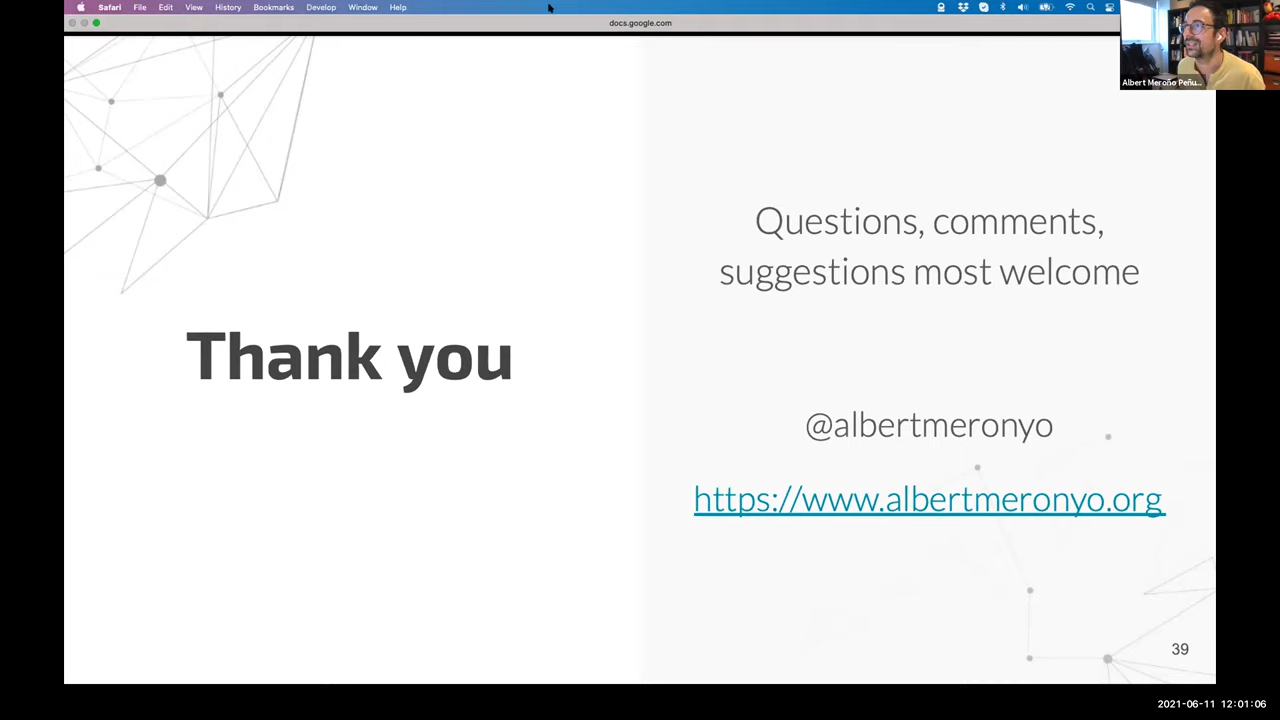 Safari File Edit View History Bookmarks Develop Window Help
docs.google.com
Albert Meroño Peñu...
Questions, comments,
suggestions most welcome
Thank you
@albertmeronyo
https://www.albertmeronyo.org
39
2021-06-11 12:01:06